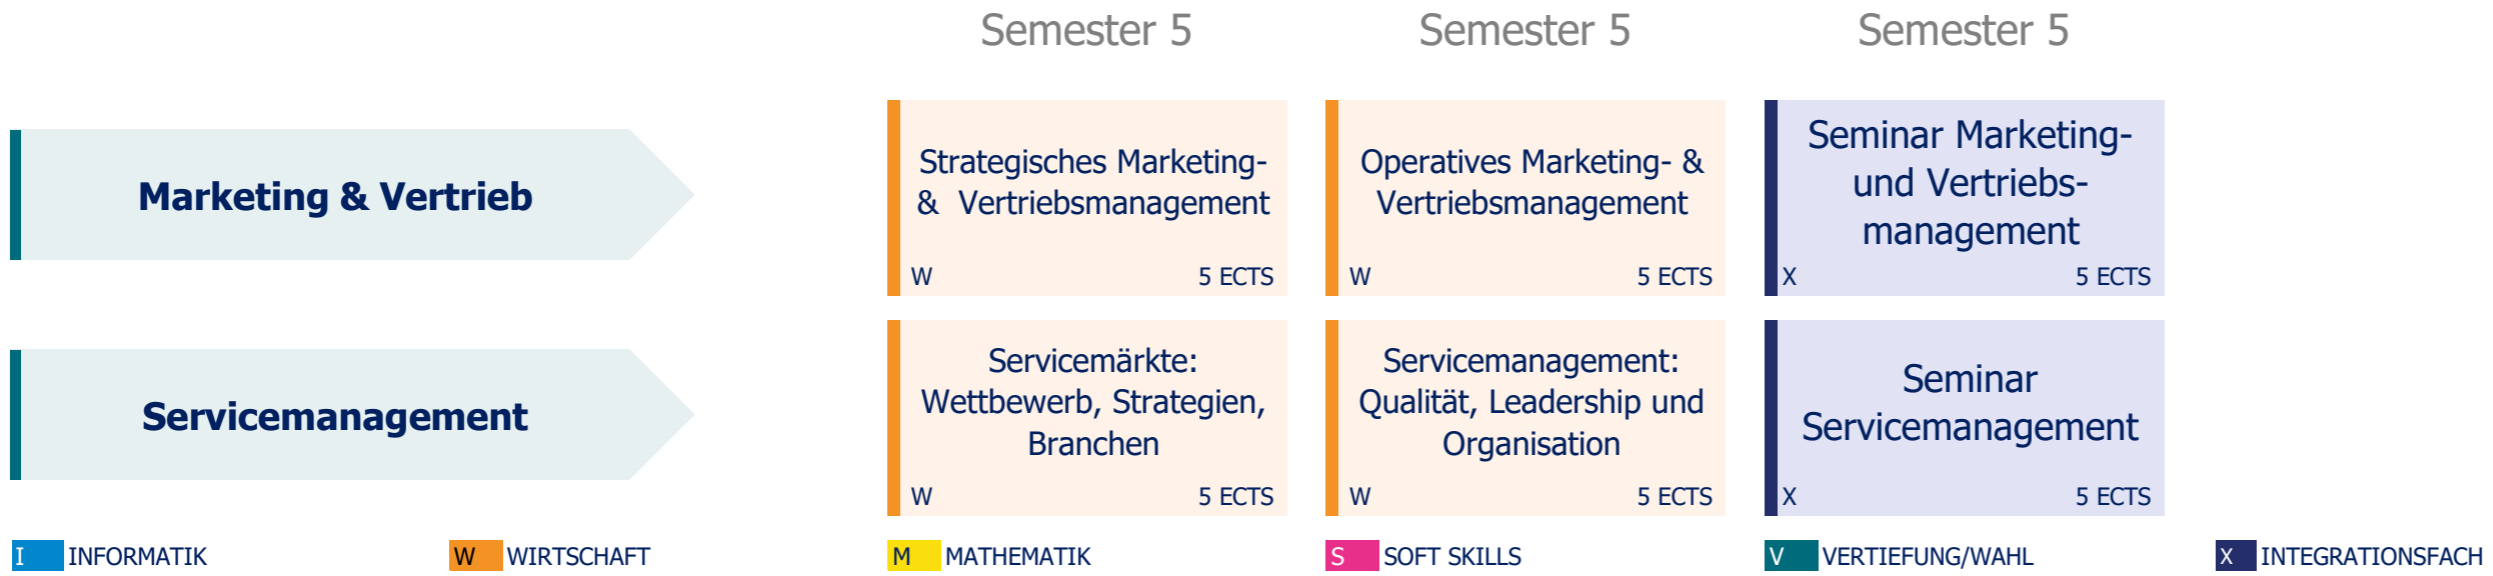 Semester 5
Semester 5
Semester 5
Marketing & Vertrieb
Strategisches Marketing-
& Vertriebsmanagement
W
5 ECTS
Operatives Marketing- &
Vertriebsmanagement
W
5 ECTS
Seminar Marketing-
und Vertriebs-
management
X
5 ECTS
Servicemanagement
Servicemärkte:
Wettbewerb, Strategien,
Branchen
W
5 ECTS
Servicemanagement:
Qualität, Leadership und
Organisation
W
5 ECTS
Seminar
Servicemanagement
X
5 ECTS
I INFORMATIK
W WIRTSCHAFT
M MATHEMATIK
S SOFT SKILLS
V VERTIEFUNG/WAHL
X INTEGRATIONSFACH